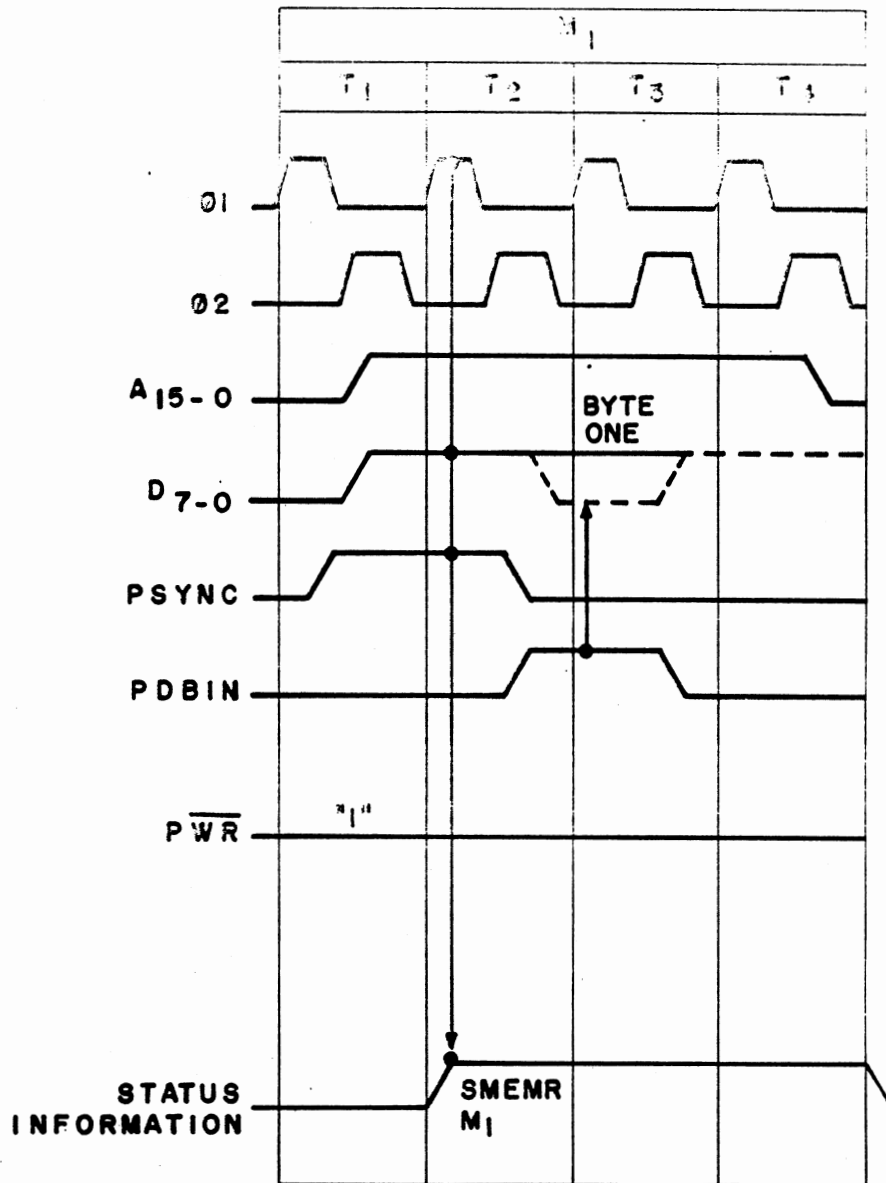 M1
T1 T2 T3 T4
Ø1
Ø2
A15-0
BYTE
ONE
D7-0
PSYNC
PDBIN
"1"
PWR
STATUS
INFORMATION
SMEMR
M1